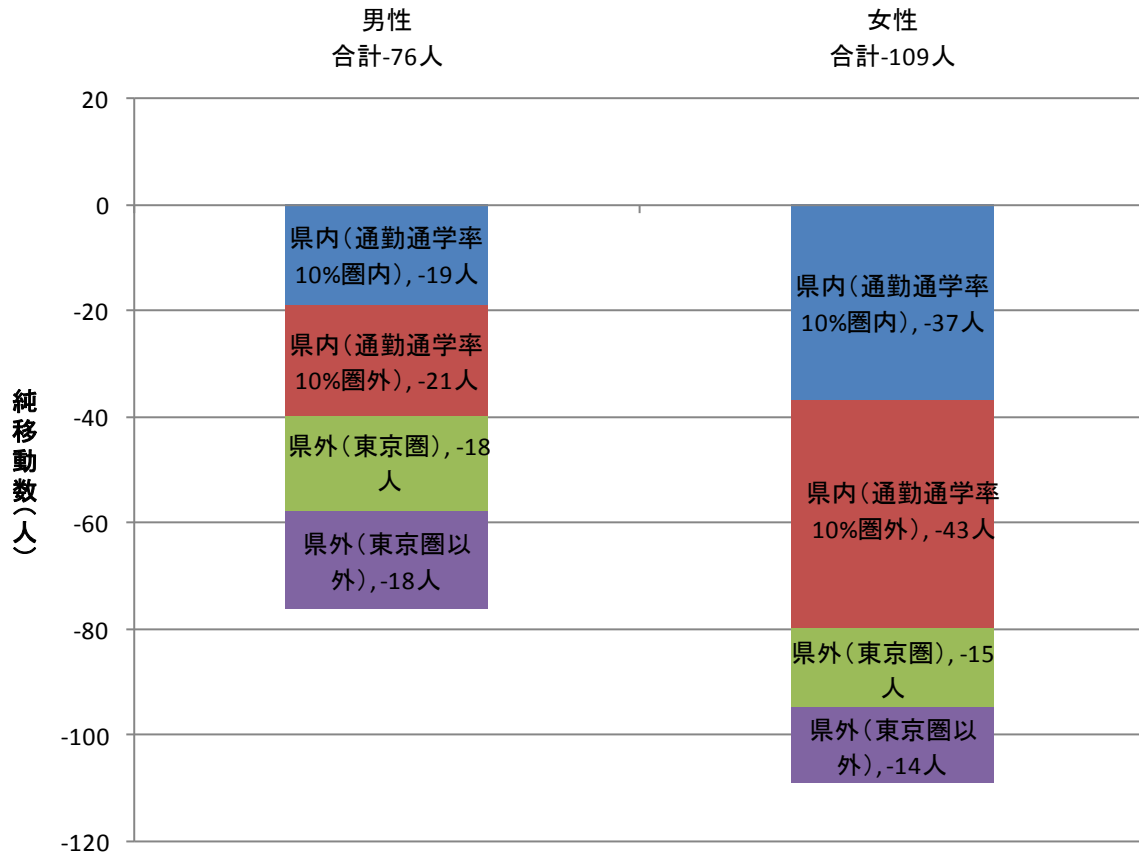 男性
合計-76人
女性
合計-109人
純移動数(人)
20
0
-20
-40
-60
-80
-100
-120
県内(通勤通学率
10%圏内), -19人
県内(通勤通学率
10%圏外), -21人
県外(東京圏), -18
人
県外(東京圏以
外), -18人
県内(通勤通学率
10%圏内), -37人
県内(通勤通学率
10%圏外), -43人
県外(東京圏), -15
人
県外(東京圏以
外), -14人